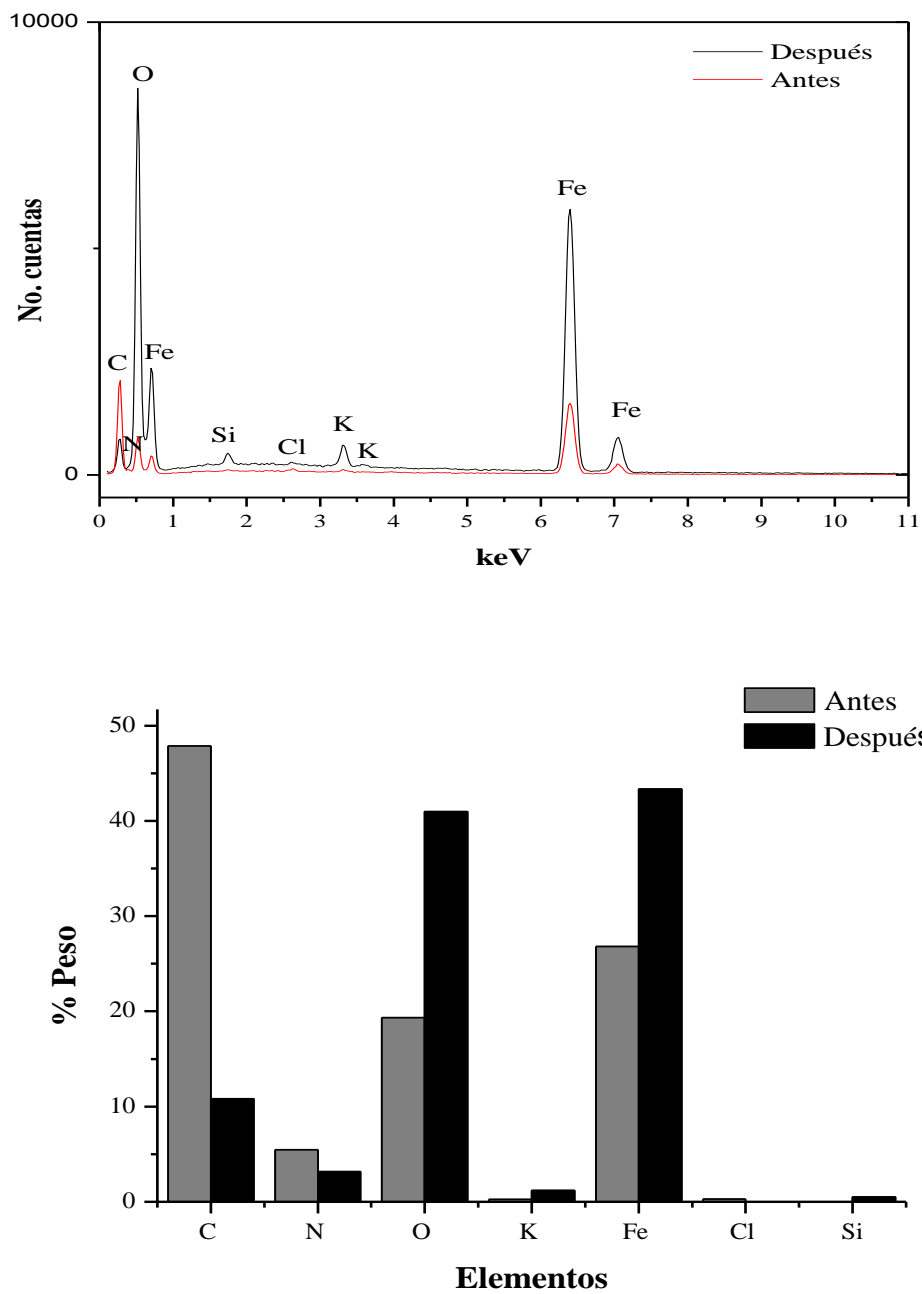 10000
Después
Antes
O
Fe
No. cuentas
C
Fe
N
Si
Cl
K
K
Fe
0
0 1 2 3 4 5 6 7 8 9 10 11
keV
Antes
Después
50
40
30
20
10
0
% Peso
C N O K Fe Cl Si
Elementos